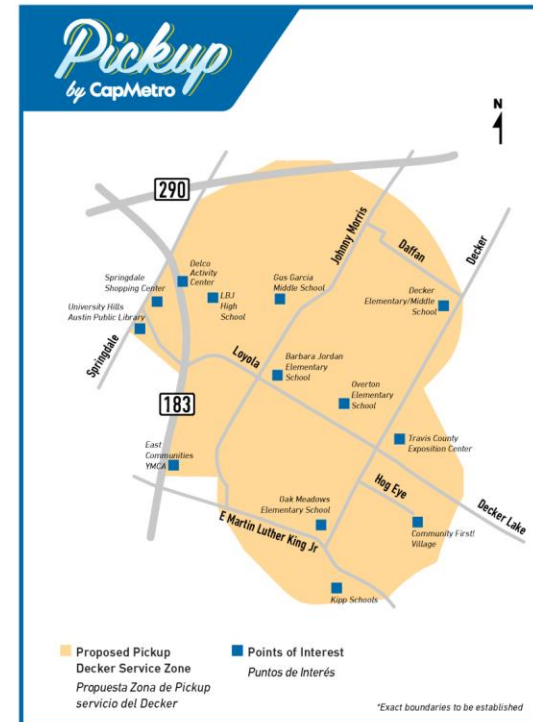 Pickup
by CapMetro
N
290
Johnny Morris
Daffan
Decker
Delco
Activity
Center
Springdale
Shopping Center
LBJ
High
School
Gus Garcia
Middle School
Decker
Elementary/Middle
School
University Hills
Austin Public Library
Springdale
Loyola
Barbara Jordan
Elementary
School
Overton
Elementary
School
183
Travis County
Exposition Center
East
Communities
YMCA
Hog Eye
Oak Meadows
Elementary School
Decker Lake
E Martin Luther King Jr
Community First!
Village
Kipp Schools
Proposed Pickup
Decker Service Zone
Propuesta Zona de Pickup
servicio del Decker
Points of Interest
Puntos de Interés
*Exact boundaries to be established